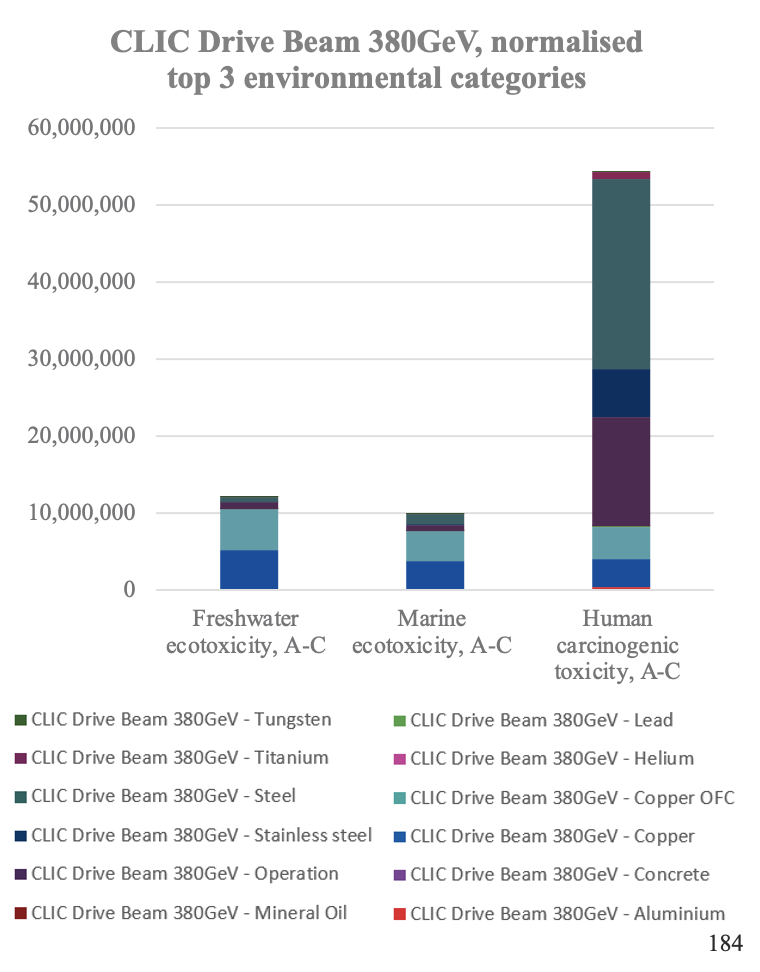 CLIC Drive Beam 380GeV, normalised
top 3 environmental categories
60,000,000
50,000,000
40,000,000
30,000,000
20,000,000
10,000,000
0
Freshwater
ecotoxicity, A-C
Marine
ecotoxicity, A-C
Human
carcinogenic
toxicity, A-C
CLIC Drive Beam 380GeV - Tungsten
CLIC Drive Beam 380GeV - Lead
CLIC Drive Beam 380GeV - Titanium
CLIC Drive Beam 380GeV - Helium
CLIC Drive Beam 380GeV - Steel
CLIC Drive Beam 380GeV - Copper OFC
CLIC Drive Beam 380GeV - Stainless steel
CLIC Drive Beam 380GeV - Copper
CLIC Drive Beam 380GeV - Operation
CLIC Drive Beam 380GeV - Concrete
CLIC Drive Beam 380GeV - Mineral Oil
CLIC Drive Beam 380GeV - Aluminium
184